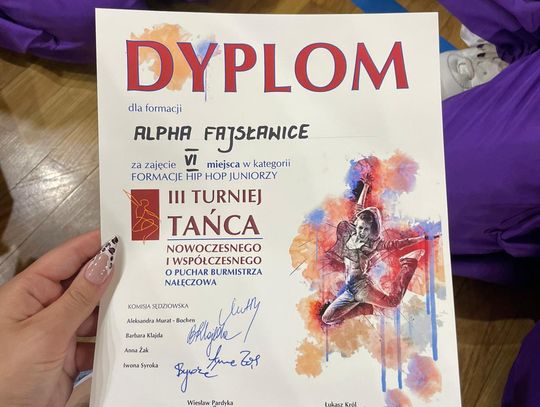 DYPLOM
dla formacji
ALPHA FAJSŁAWICE
za zajęcie VI miejsca w kategorii
FORMACJE HIP HOP JUNIORZY
III TURNIEJ
TAŃCA
NOWOCZESNEGO
I WSPÓŁCZESNEGO
O PUCHAR BURMISTRZA
NAŁĘCZOWA
KOMISJA SĘDZIOWSKA
Aleksandra Murat - Bochen
Barbara Klajda
Anna Żak
Iwona Syroka
Wiesław Pardyka
Łukasz Król